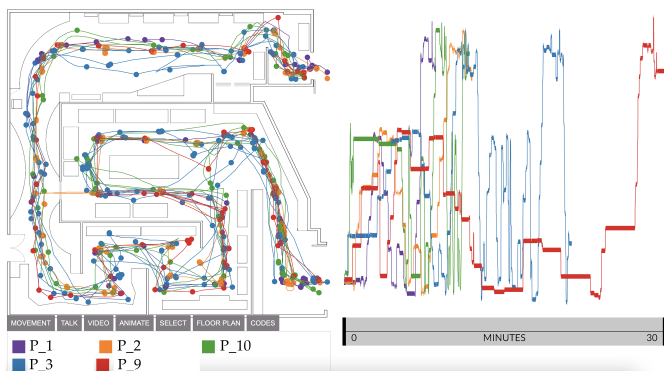 MOVEMENT TALK VIDEO ANIMATE SELECT FLOOR PLAN CODES
P_1 P_2 P_10
P_3 P_9
0 MINUTES 30